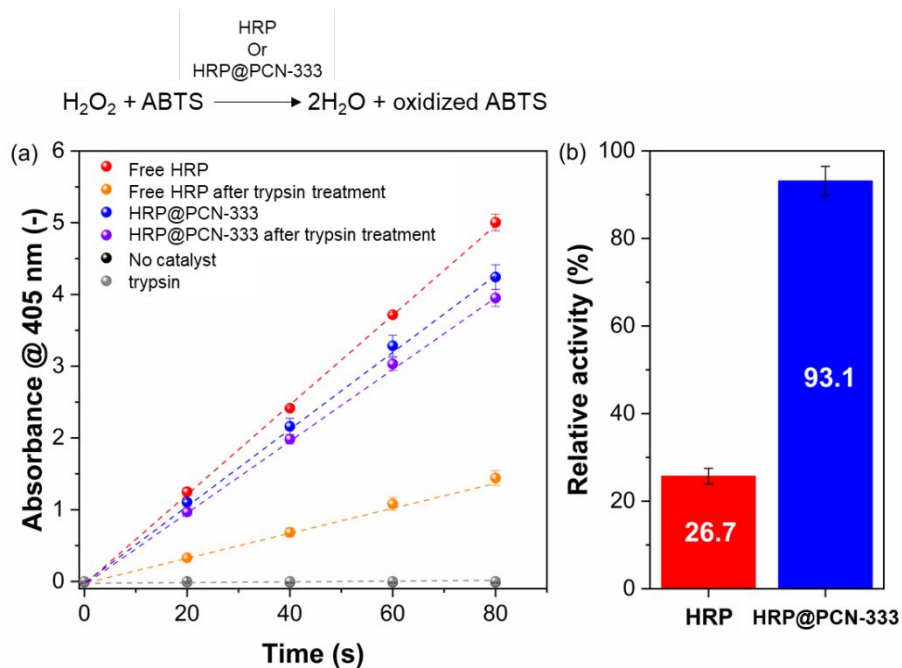 HRP
Or
HRP@PCN-333
H₂O₂ + ABTS → 2H₂O + oxidized ABTS
(a)
Free HRP
Free HRP after trypsin treatment
HRP@PCN-333
HRP@PCN-333 after trypsin treatment
No catalyst
trypsin
Absorbance @ 405 nm (-)
6
5
4
3
2
1
0
0 20 40 60 80
Time (s)
(b)
Relative activity (%)
100
80
60
40
20
0
93.1
26.7
HRP HRP@PCN-333